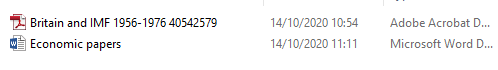 Britain and IMF 1956-1976 40542579 14/10/2020 10:54 Adobe Acrobat D...
Economic papers 14/10/2020 11:11 Microsoft Word D...